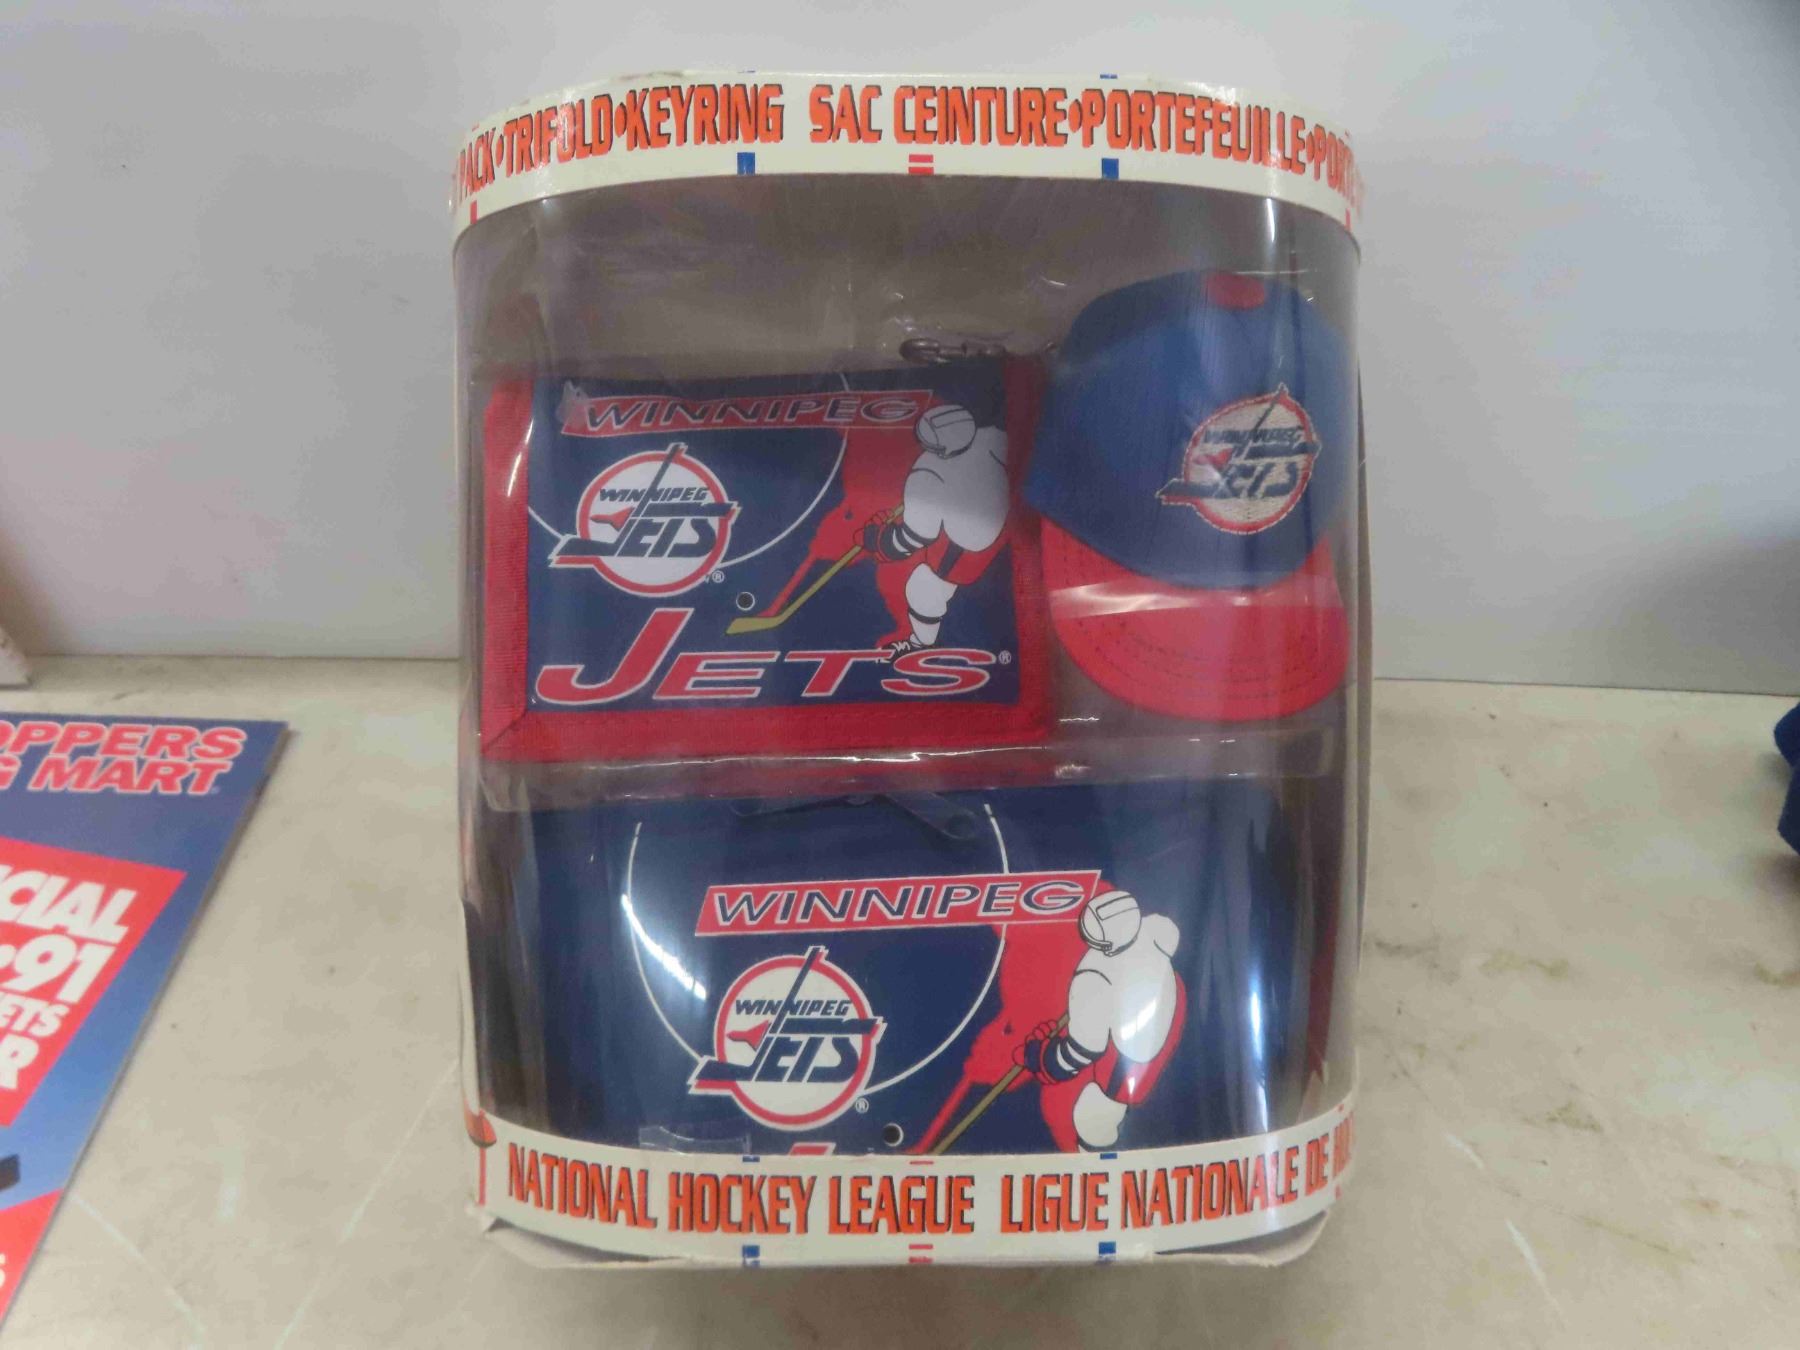 PACK•TRIFOLD•KEYRING SAC CEINTURE•PORTEFEUILLE•PORT
WINNIPEG
WINNIPEG
JETS
®
JETS®
WINNIPEG
JETS
WINNIPEG
WINNIPEG
JETS
®
NATIONAL HOCKEY LEAGUE LIGUE NATIONALE DE
OPPERS
G MART
CIAL
•91
ETS
R